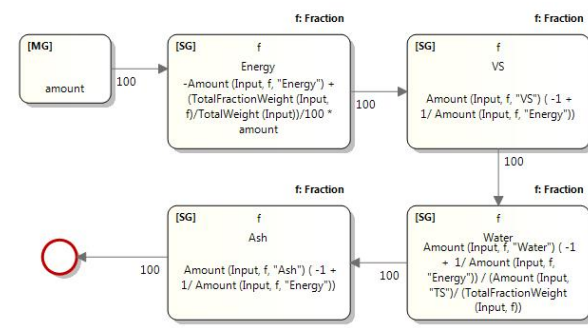 f: Fraction
f: Fraction
[MG]
amount
100
[SG]
f
Energy
-Amount (Input, f, "Energy") +
(TotalFractionWeight (Input,
f)/TotalWeight (Input))/100 *
amount
100
[SG]
f
VS
Amount (Input, f, "VS") ( -1 +
1/ Amount (Input, f, "Energy"))
100
f: Fraction
f: Fraction
[SG]
f
Water
Amount (Input, f, "Water") ( -1
+ 1/ Amount (Input, f,
"Energy")) / (Amount (Input,
"TS")/ (TotalFractionWeight
(Input, f))
100
[SG]
f
Ash
Amount (Input, f, "Ash") ( -1 +
1/ Amount (Input, f, "Energy"))
100